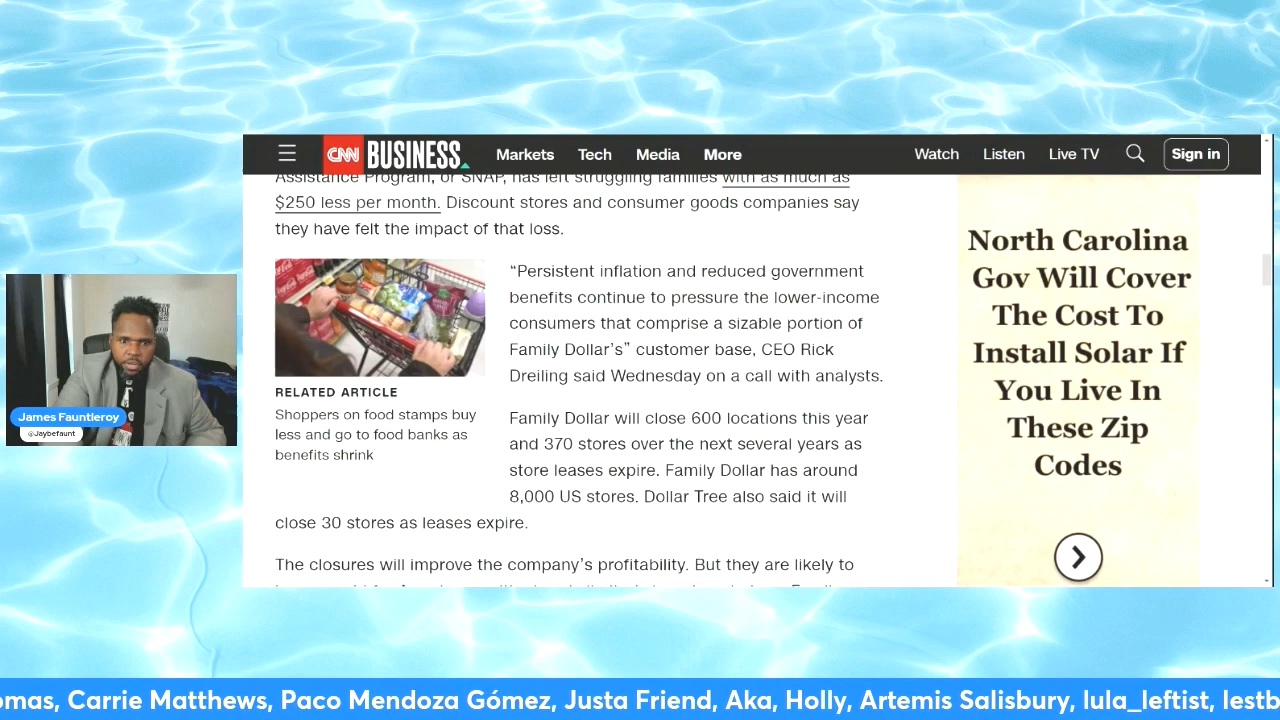 CNN BUSINESS Markets Tech Media More Watch Listen Live TV Sign in
Assistance Program, or SNAP, has left struggling families with as much as
$250 less per month. Discount stores and consumer goods companies say
they have felt the impact of that loss.
RELATED ARTICLE
Shoppers on food stamps buy
less and go to food banks as
benefits shrink
“Persistent inflation and reduced government
benefits continue to pressure the lower-income
consumers that comprise a sizable portion of
Family Dollar’s” customer base, CEO Rick
Dreiling said Wednesday on a call with analysts.
Family Dollar will close 600 locations this year
and 370 stores over the next several years as
store leases expire. Family Dollar has around
8,000 US stores. Dollar Tree also said it will
close 30 stores as leases expire.
The closures will improve the company’s profitability. But they are likely to
North Carolina
Gov Will Cover
The Cost To
Install Solar If
You Live In
These Zip
Codes
James Fauntleroy
@Jaybefaunt
omas, Carrie Matthews, Paco Mendoza Gómez, Justa Friend, Aka, Holly, Artemis Salisbury, lula_leftist, lestb